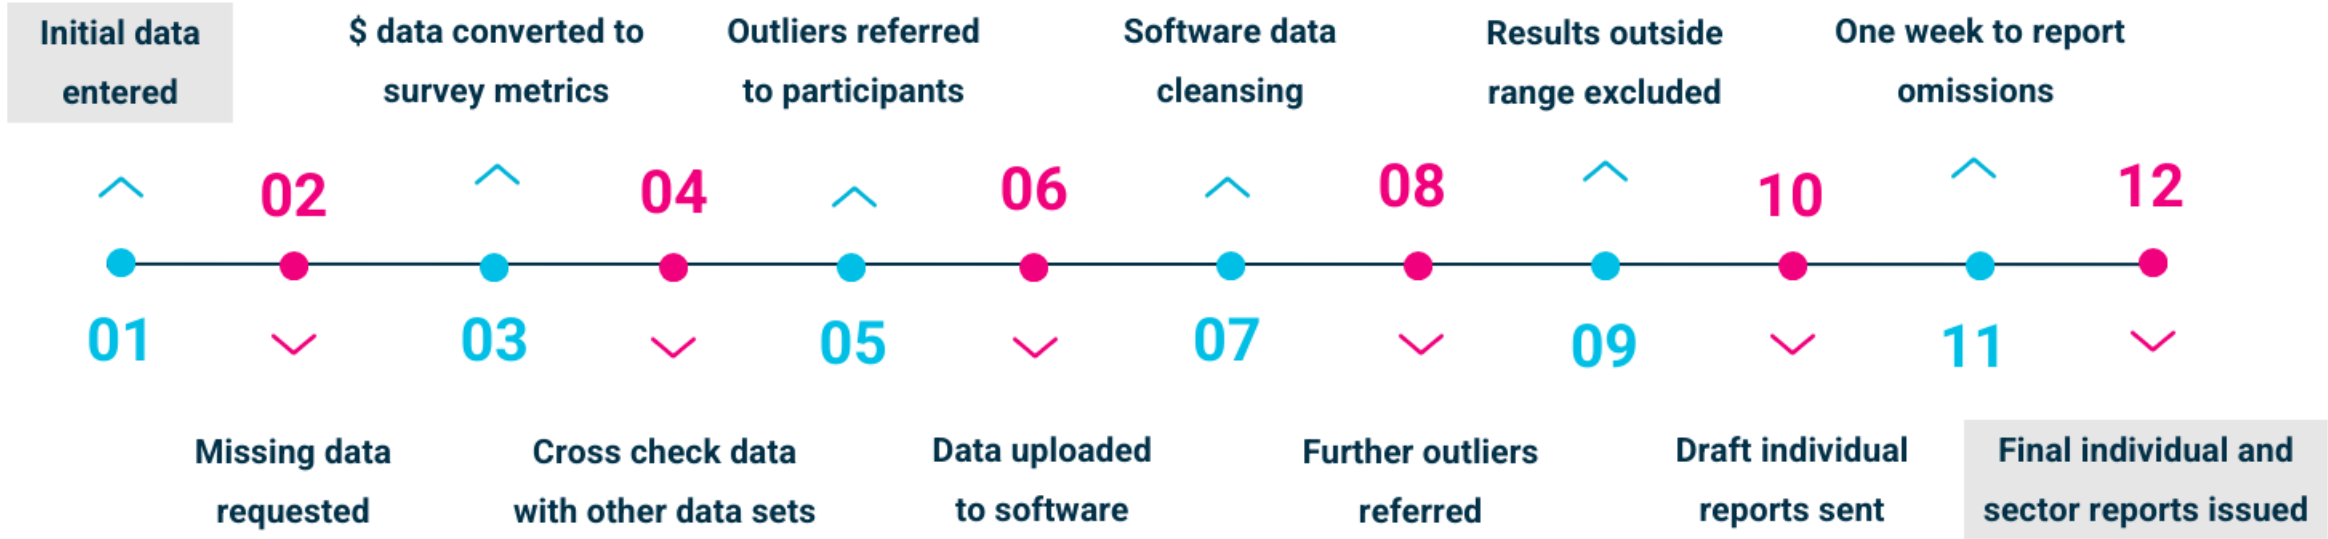 Initial data
entered
$ data converted to
survey metrics
Outliers referred
to participants
Software data
cleansing
Results outside
range excluded
One week to report
omissions
02
04
06
08
10
12
01
03
05
07
09
11
Missing data
requested
Cross check data
with other data sets
Data uploaded
to software
Further outliers
referred
Draft individual
reports sent
Final individual and
sector reports issued